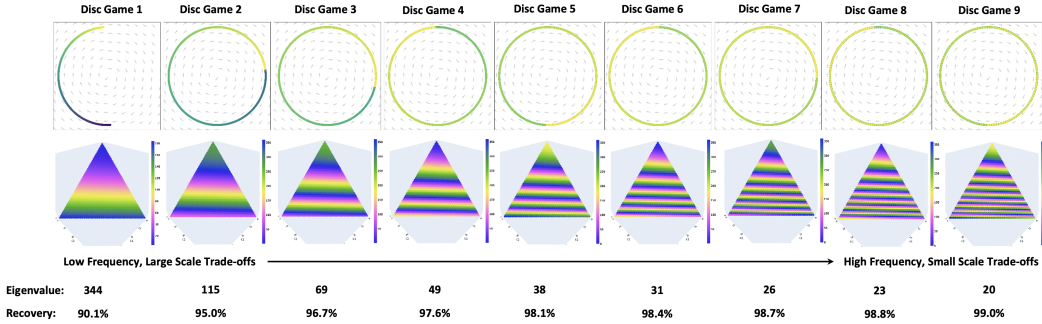 Disc Game 1 Disc Game 2 Disc Game 3 Disc Game 4 Disc Game 5 Disc Game 6 Disc Game 7 Disc Game 8 Disc Game 9
Low Frequency, Large Scale Trade-offs High Frequency, Small Scale Trade-offs
Eigenvalue: 344 115 69 49 38 31 26 23 20
Recovery: 90.1% 95.0% 96.7% 97.6% 98.1% 98.4% 98.7% 98.8% 99.0%